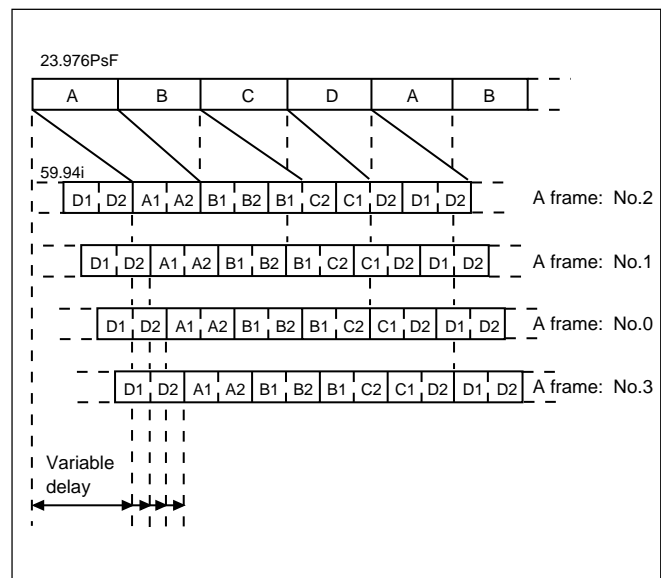 23.976PsF
A B C D A B
59.94i
D1 D2 A1 A2 B1 B2 B1 C2 C1 D2 D1 D2 A frame: No.2
D1 D2 A1 A2 B1 B2 B1 C2 C1 D2 D1 D2 A frame: No.1
D1 D2 A1 A2 B1 B2 B1 C2 C1 D2 D1 D2 A frame: No.0
D1 D2 A1 A2 B1 B2 B1 C2 C1 D2 D1 D2 A frame: No.3
Variable
delay